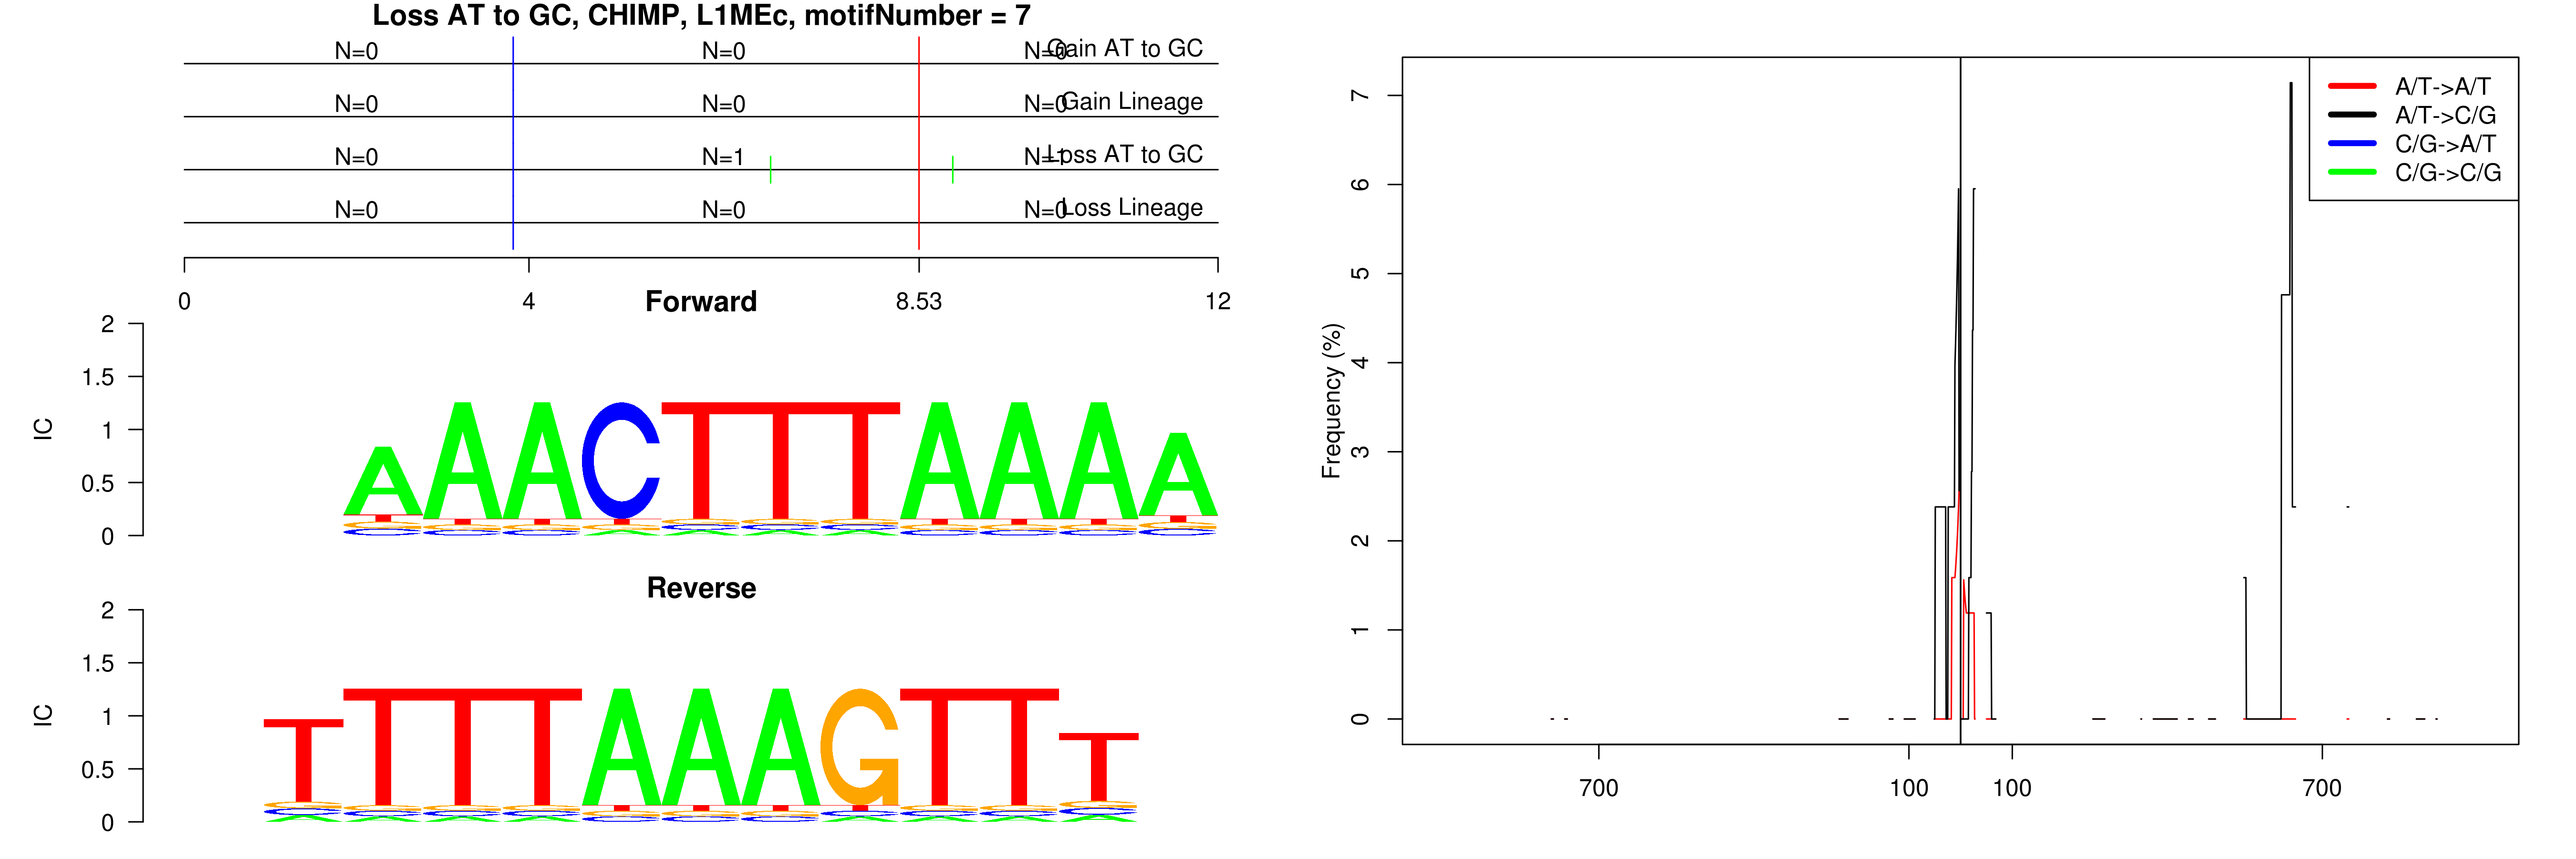 Loss AT to GC, CHIMP, L1MEc, motifNumber = 7
N=0 N=0 N=0 Gain AT to GC
N=0 N=0 N=0 Gain Lineage
N=0 N=1 N=1 Loss AT to GC
N=0 N=0 N=0 Loss Lineage
0 4 8.53 12
Forward
IC
2
1.5
1
0.5
0
AAACTTTAAAA
Reverse
IC
2
1.5
1
0.5
0
TTTTAAAGTTT
Frequency (%)
7
6
5
4
3
2
1
0
700 100 100 700
A/T->A/T
A/T->C/G
C/G->A/T
C/G->C/G